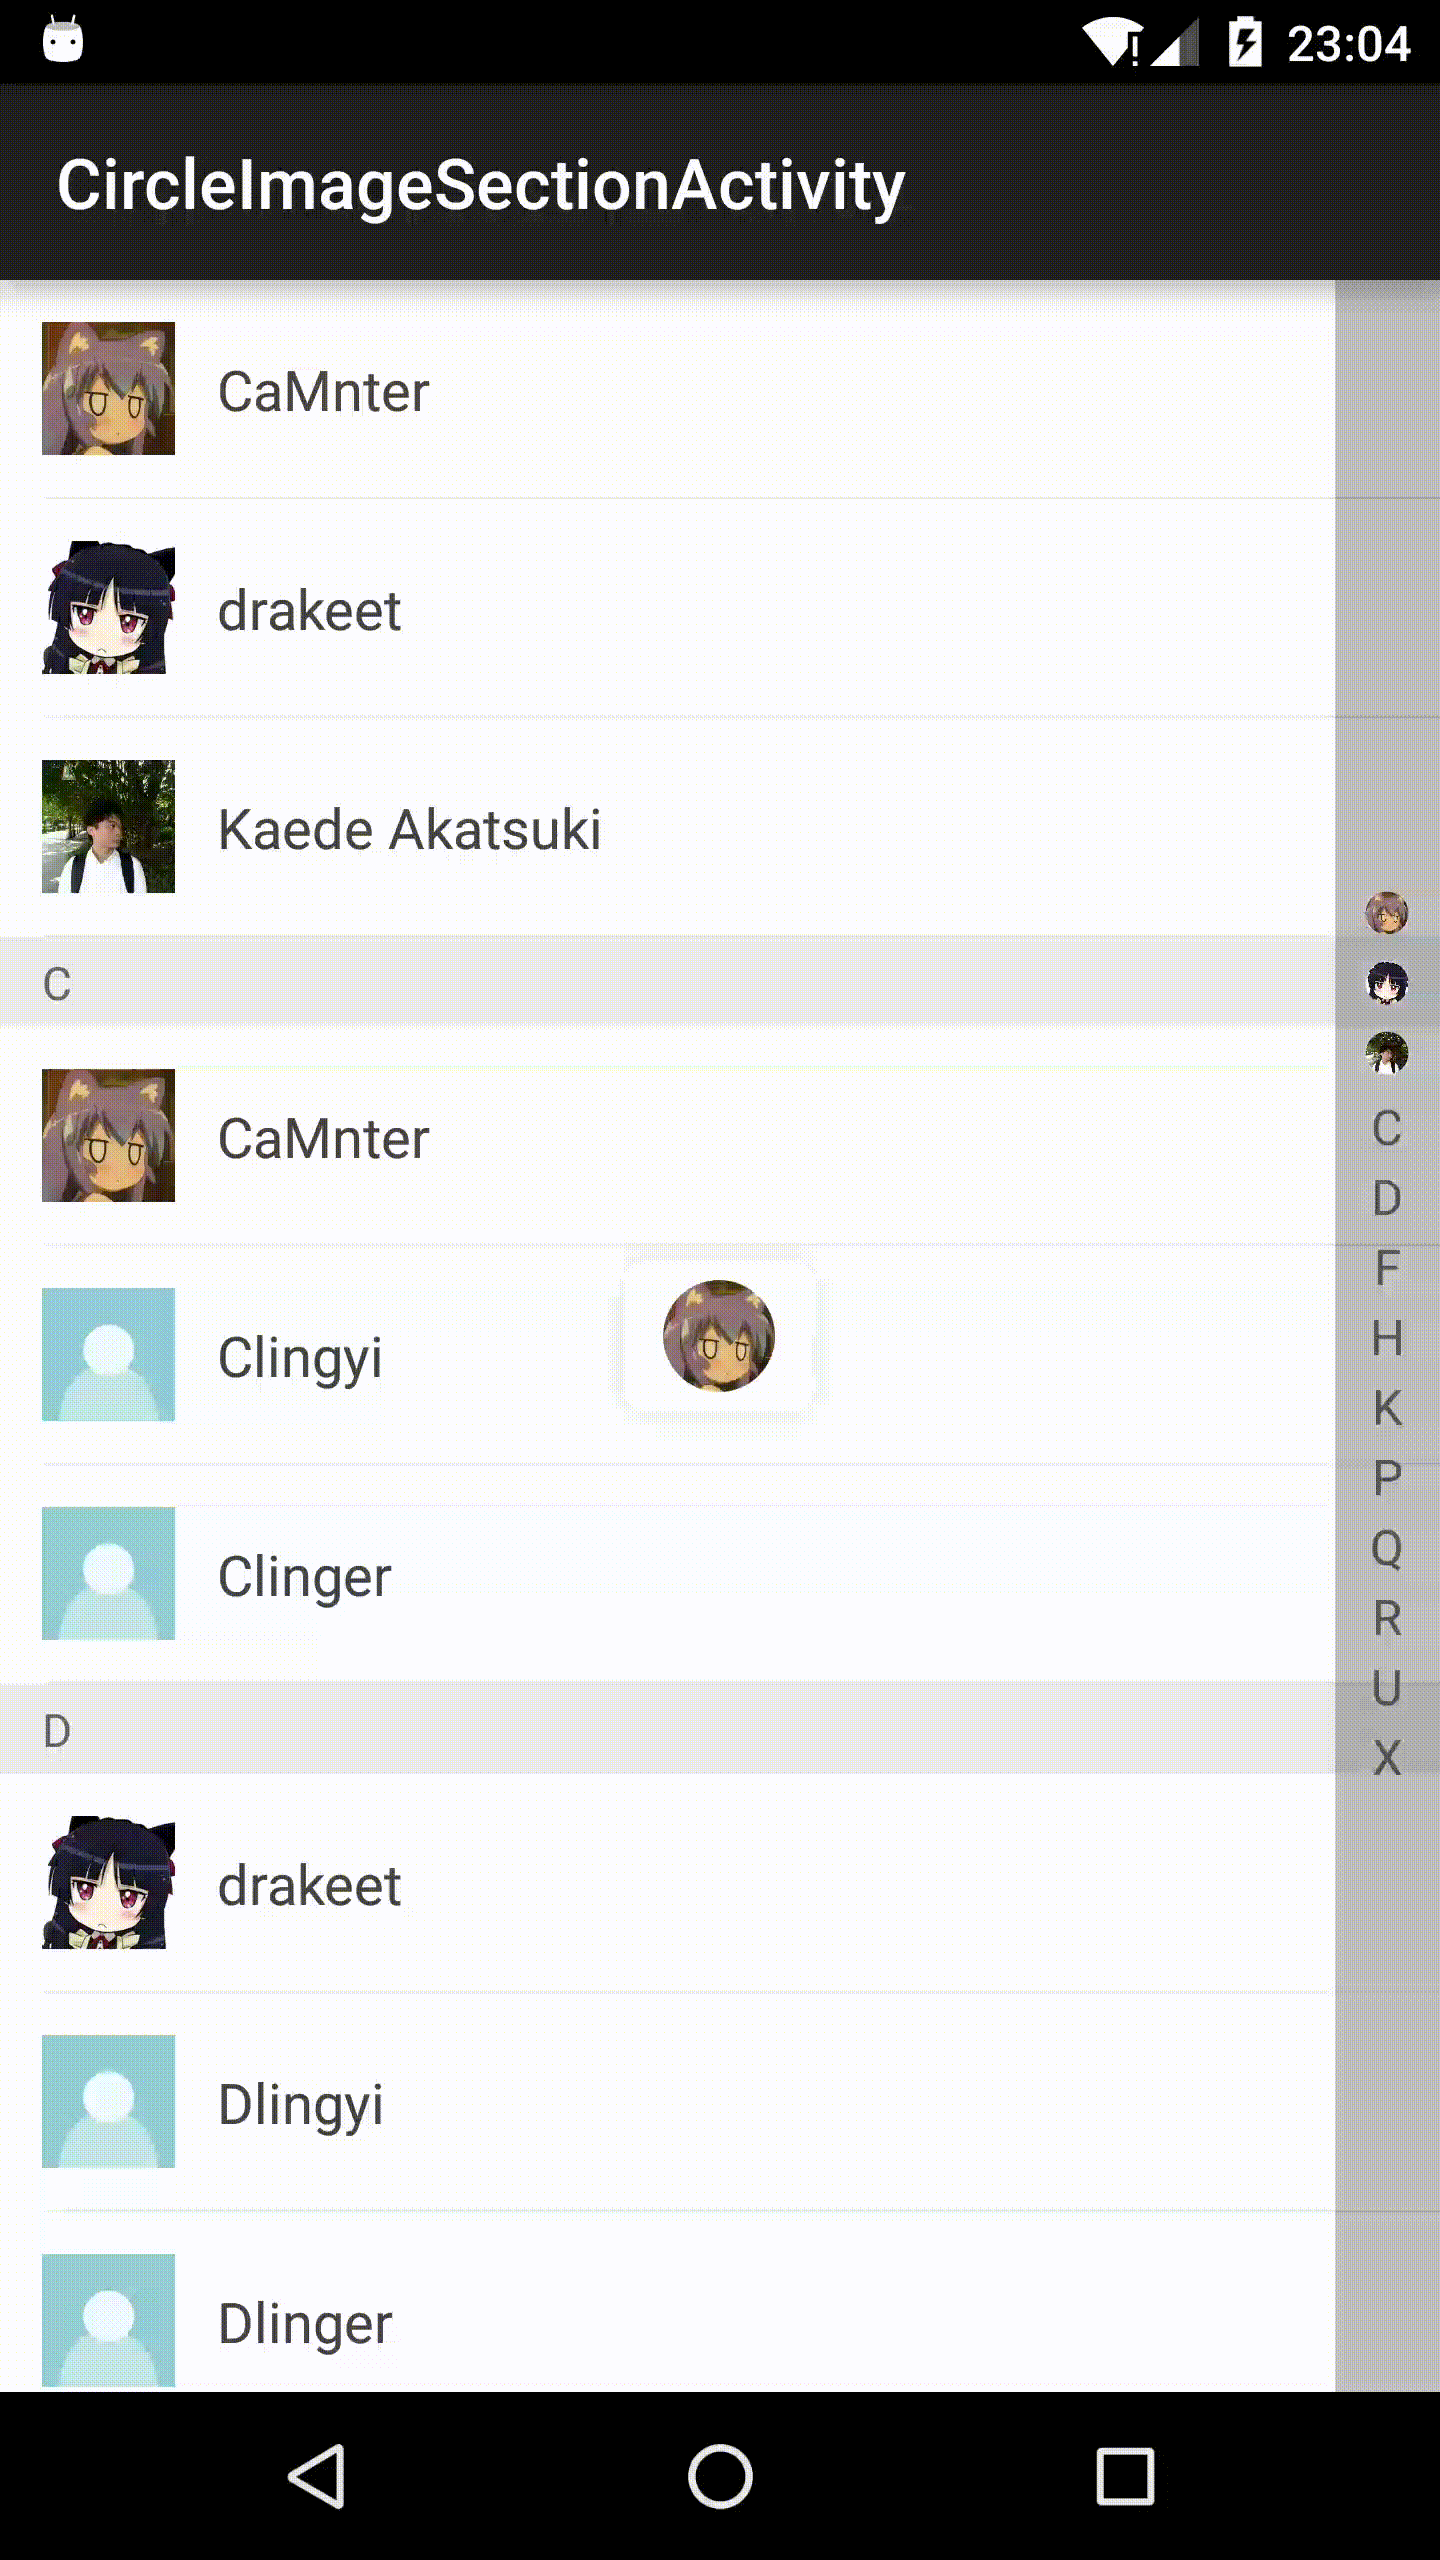 23:04
CircleImageSectionActivity
CaMnter
drakeet
Kaede Akatsuki
C
CaMnter
Clingyi
Clinger
D
drakeet
Dlingyi
Dlinger
C
D
F
H
K
P
Q
R
U
X